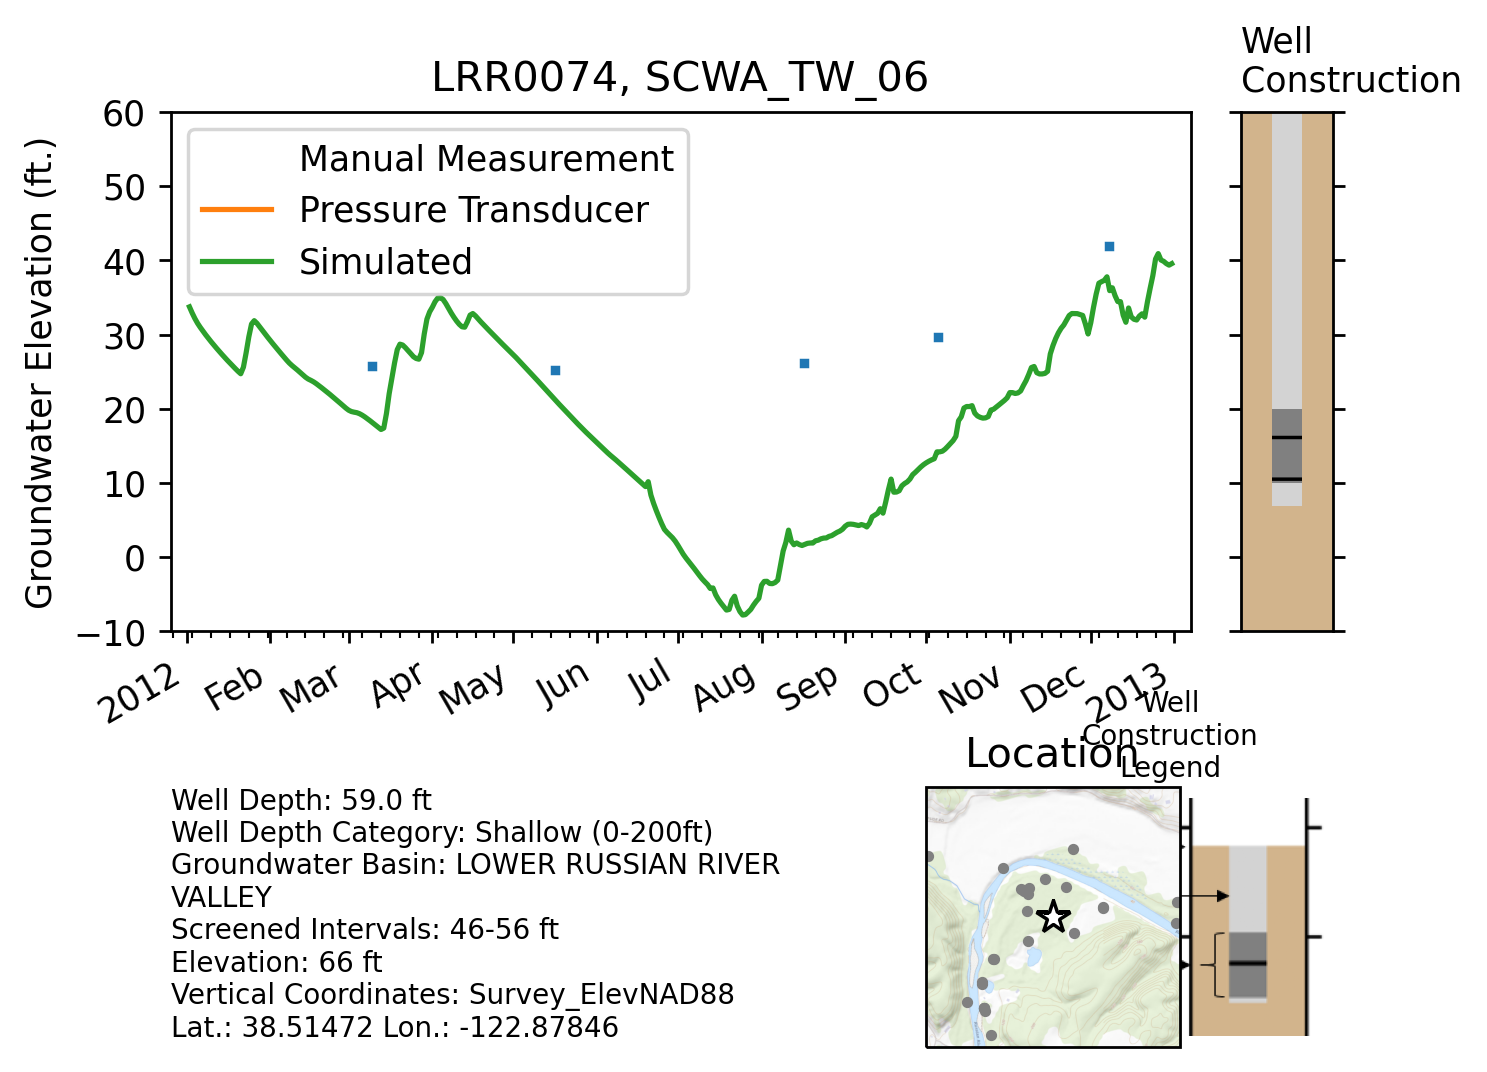 Well
Construction
LRR0074, SCWA_TW_06
Groundwater Elevation (ft.)
60
50
40
30
20
10
0
−10
Manual Measurement
Pressure Transducer
Simulated
2012
Feb
Mar
Apr
May
Jun
Jul
Aug
Sep
Oct
Nov
Dec
2013
Well
Construction
Legend
Location
Well Depth: 59.0 ft
Well Depth Category: Shallow (0-200ft)
Groundwater Basin: LOWER RUSSIAN RIVER
VALLEY
Screened Intervals: 46-56 ft
Elevation: 66 ft
Vertical Coordinates: Survey_ElevNAD88
Lat.: 38.51472 Lon.: -122.87846